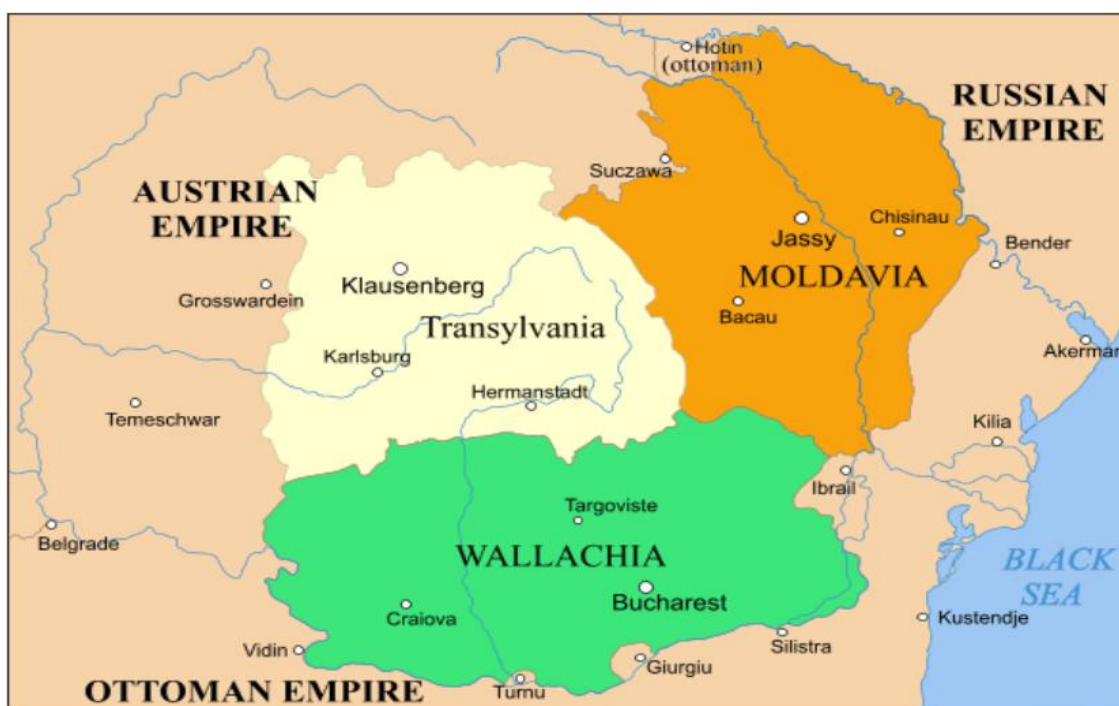 Hotin
(ottoman)
RUSSIAN
EMPIRE
Suczawa
AUSTRIAN
EMPIRE
Jassy
Chisinau
Bender
Klausenberg
MOLDAVIA
Grosswardein
Bacau
Transylvania
Akerman
Karlsburg
Hermanstadt
Temeschwar
Kilia
Ibrail
Targoviste
Belgrade
WALLACHIA
BLACK
SEA
Bucharest
Craiova
Kustendje
Silistra
Vidin
Giurgiu
OTTOMAN EMPIRE
Turnu